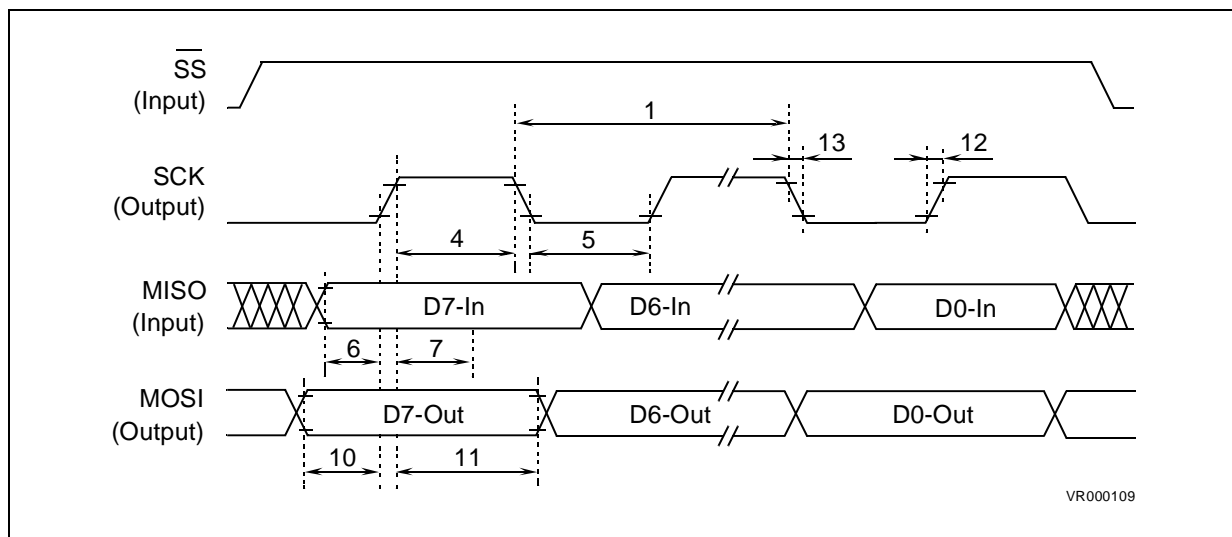 SS
(Input)
1
13
12
SCK
(Output)
4
5
MISO
(Input)
D7-In
D6-In
D0-In
6
7
MOSI
(Output)
D7-Out
D6-Out
D0-Out
10
11
VR000109